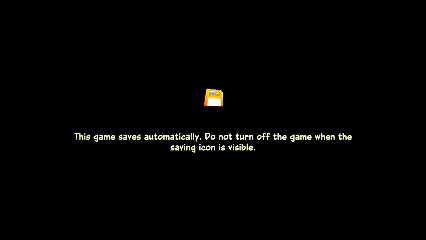 This game saves automatically. Do not turn off the game when the
saving icon is visible.